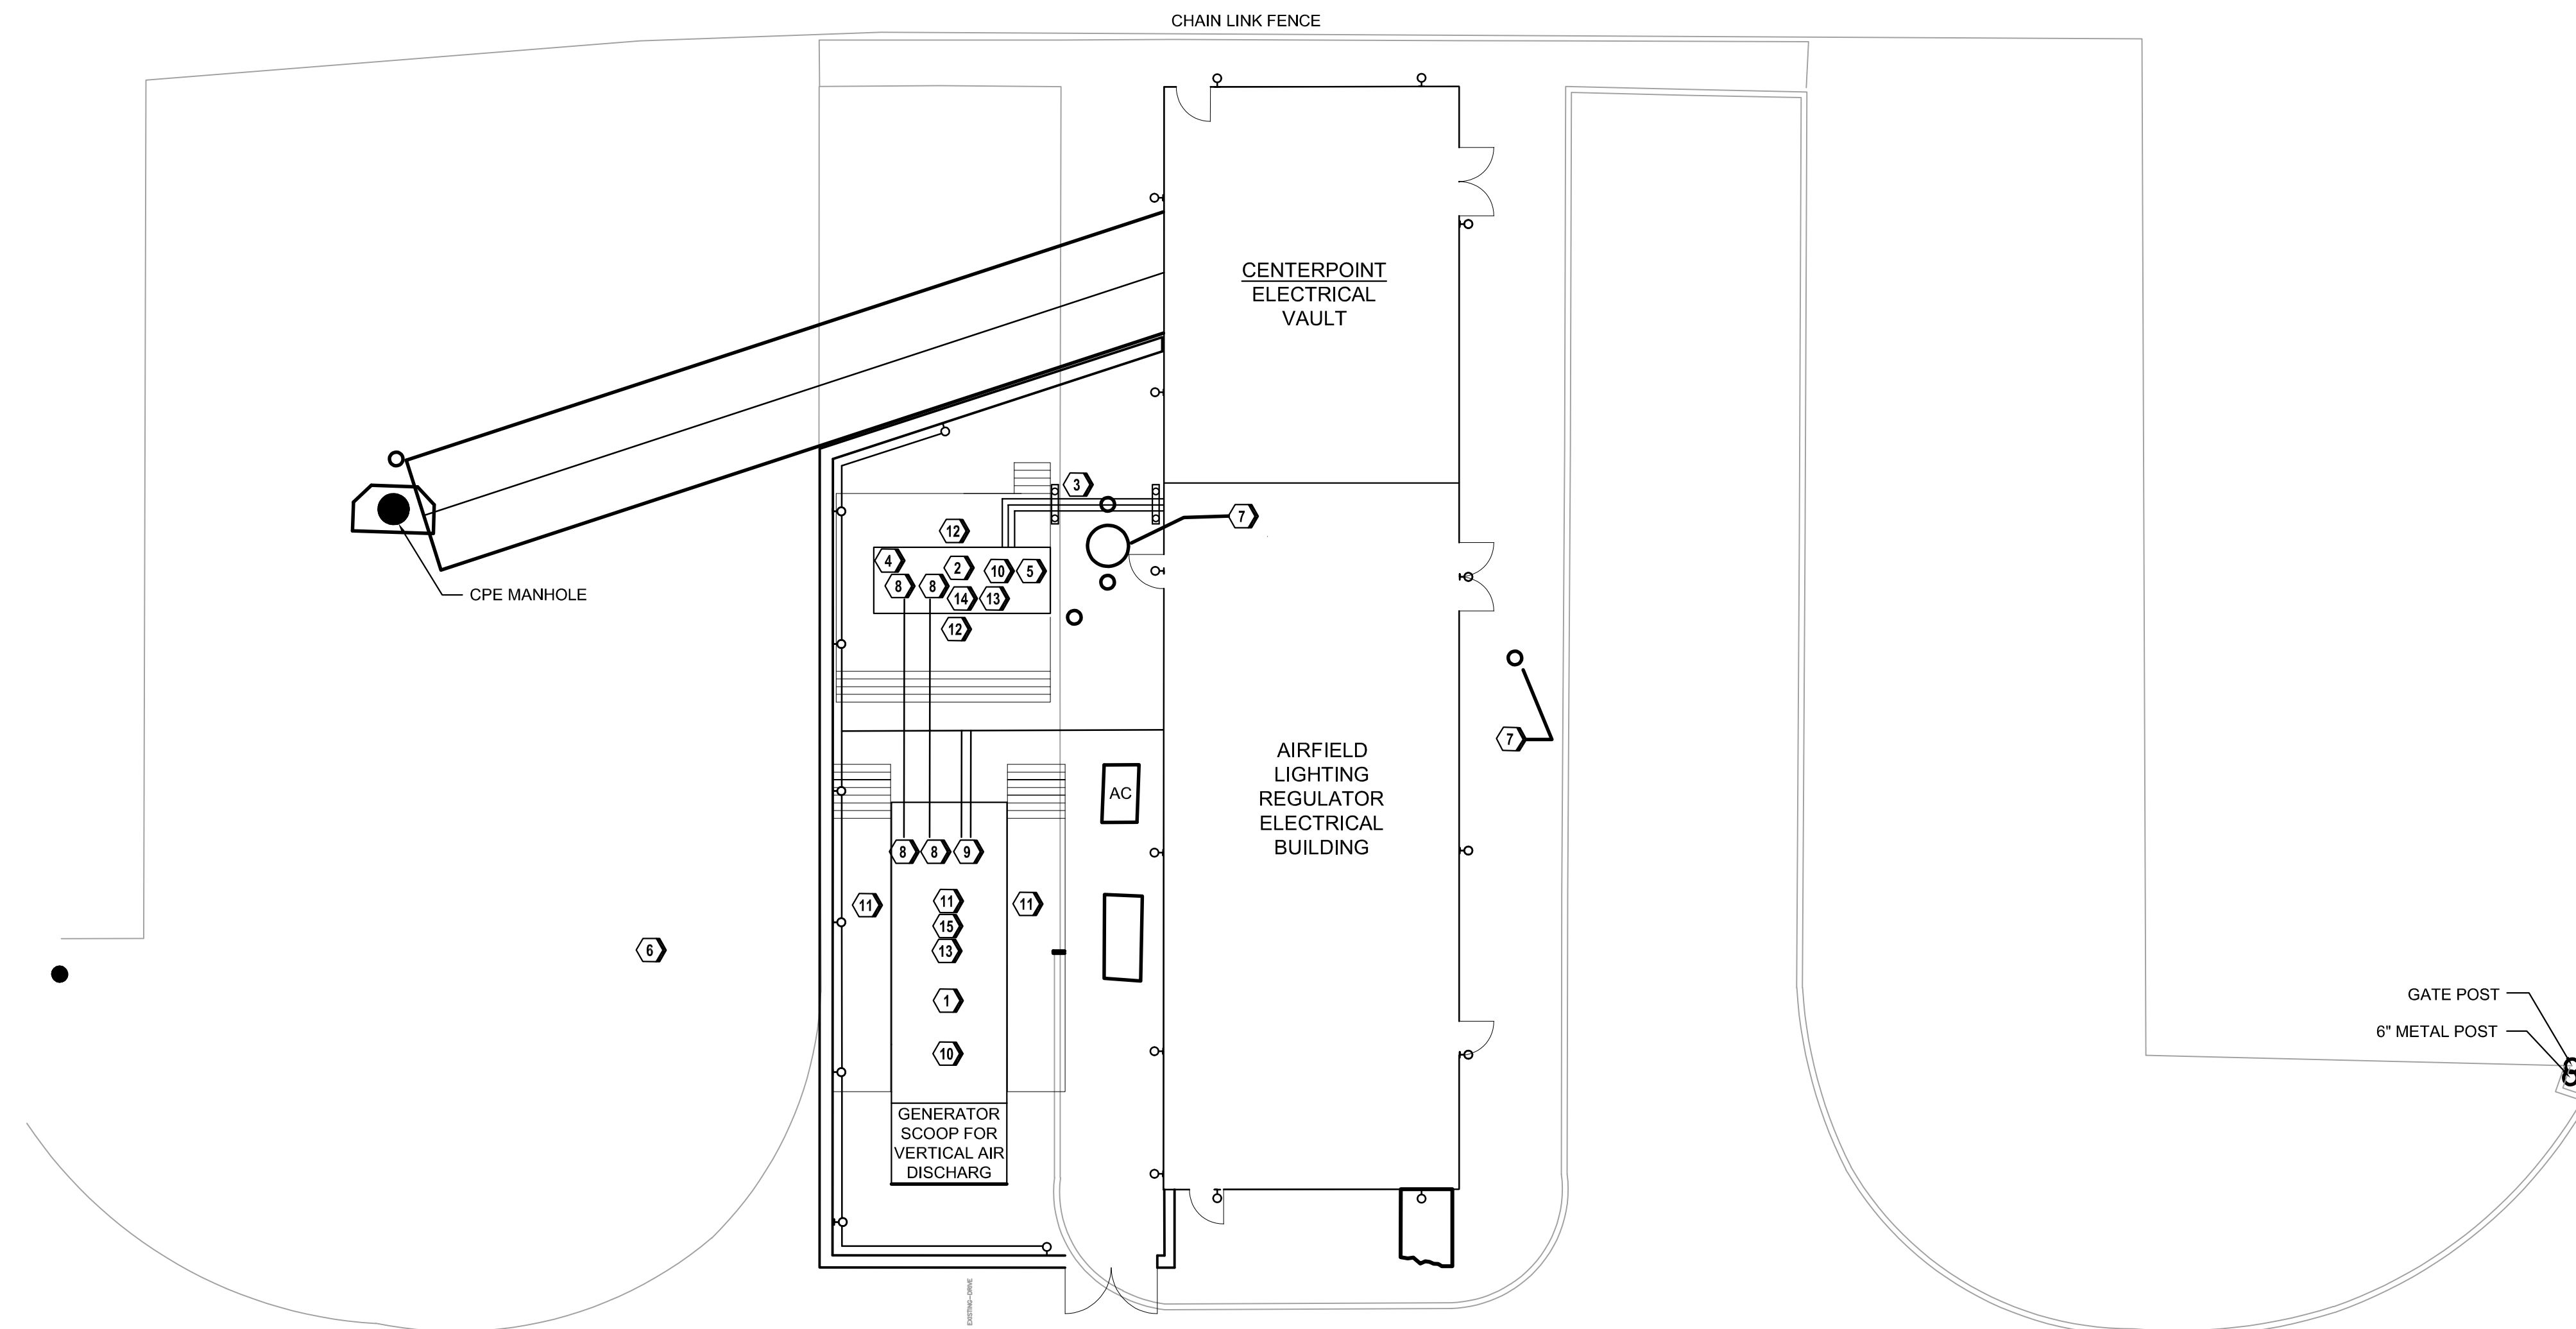 CHAIN LINK FENCE
CENTERPOINT
ELECTRICAL
VAULT
3
7
12
4
2
10
5
8
8
14
13
12
CPE MANHOLE
7
AIRFIELD
LIGHTING
REGULATOR
ELECTRICAL
BUILDING
AC
8
8
9
11
11
11
15
13
6
1
10
GATE POST
6" METAL POST
GENERATOR
SCOOP FOR
VERTICAL AIR
DISCHARG
EXISTING-DRIVE